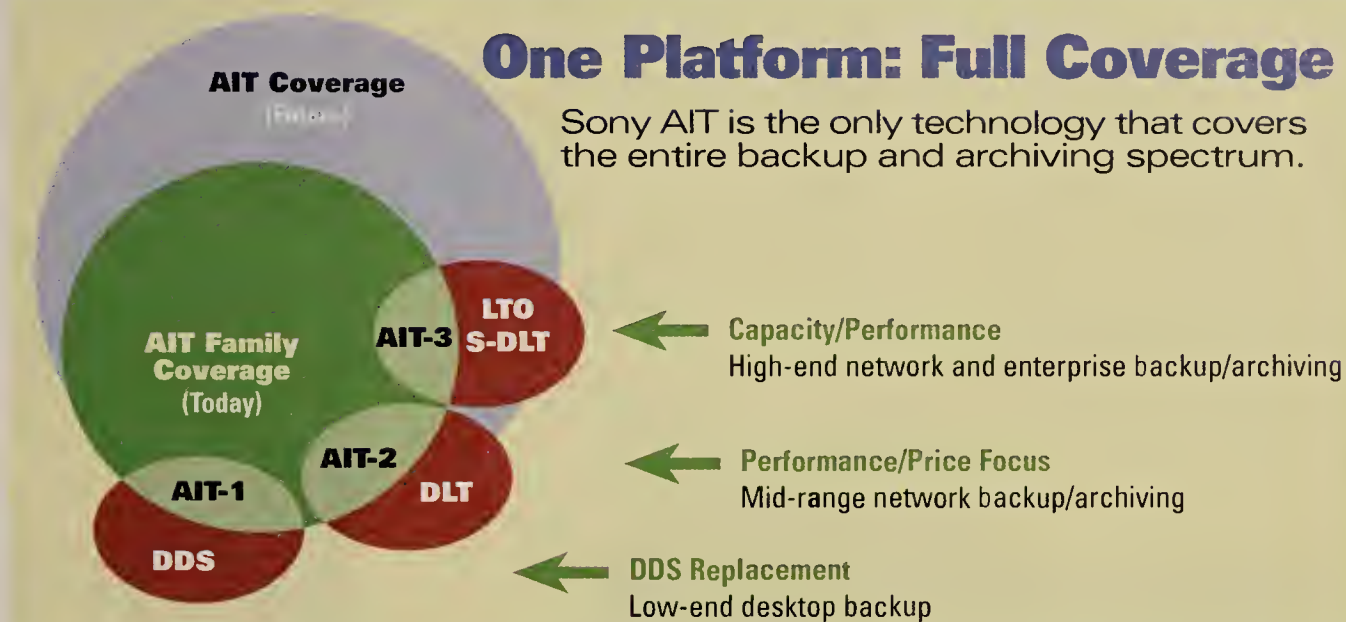 One Platform: Full Coverage
Sony AIT is the only technology that covers
the entire backup and archiving spectrum.
AIT Coverage
(Future)
AIT Family
Coverage
(Today)
AIT-3
LTO
S-DLT
AIT-2
DLT
AIT-1
DDS
Capacity/Performance
High-end network and enterprise backup/archiving
Performance/Price Focus
Mid-range network backup/archiving
DDS Replacement
Low-end desktop backup